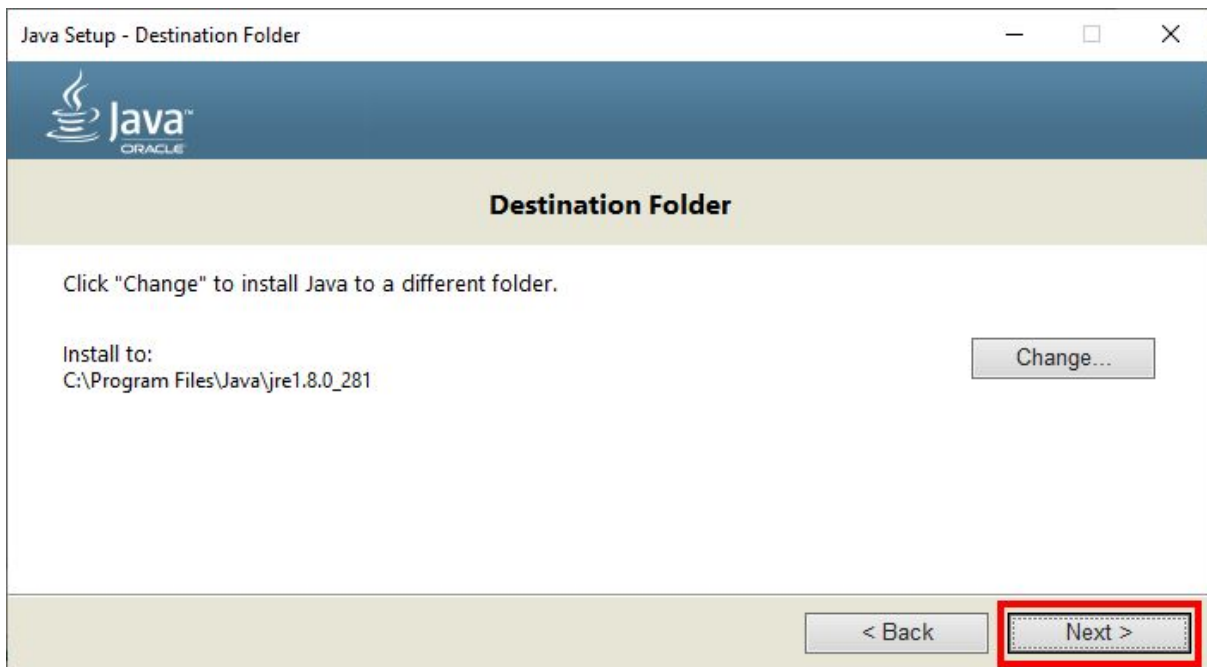 Java Setup - Destination Folder
Java™
ORACLE
Destination Folder
Click "Change" to install Java to a different folder.
Install to:
C:\Program Files\Java\jre1.8.0_281
Change...
< Back
Next >